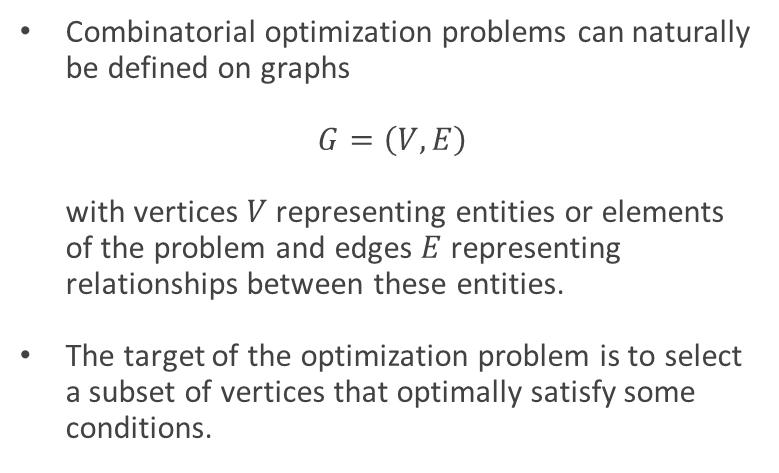 • Combinatorial optimization problems can naturally
be defined on graphs
G = (V, E)
with vertices V representing entities or elements
of the problem and edges E representing
relationships between these entities.
• The target of the optimization problem is to select
a subset of vertices that optimally satisfy some
conditions.